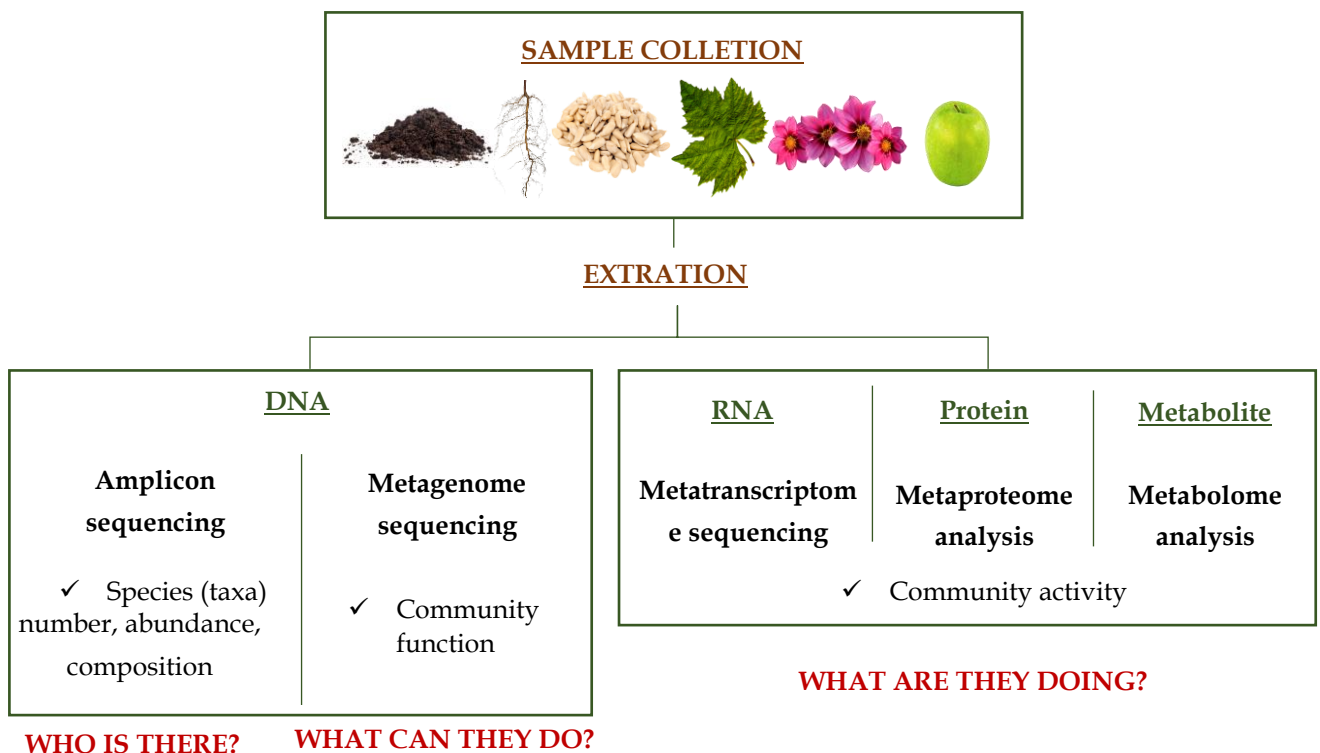 SAMPLE COLLETION
EXTRATION
DNA
Amplicon
sequencing
✓ Species (taxa)
number, abundance,
composition
Metagenome
sequencing
✓ Community
function
RNA
Metatranscriptom
e sequencing
Protein
Metaproteome
analysis
Metabolite
Metabolome
analysis
✓ Community activity
WHO IS THERE?
WHAT CAN THEY DO?
WHAT ARE THEY DOING?